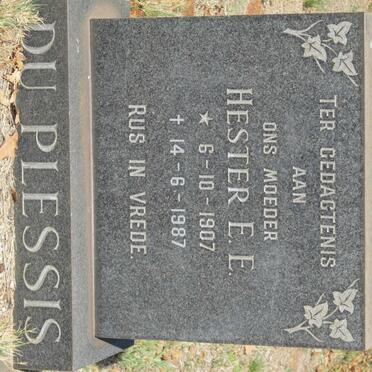 TER GEDAGTENIS
AAN
ONS MOEDER
HESTER E. E.
★ 6-10-1907
✝ 14-6-1987
RUS IN VREDE
DU PLESSIS